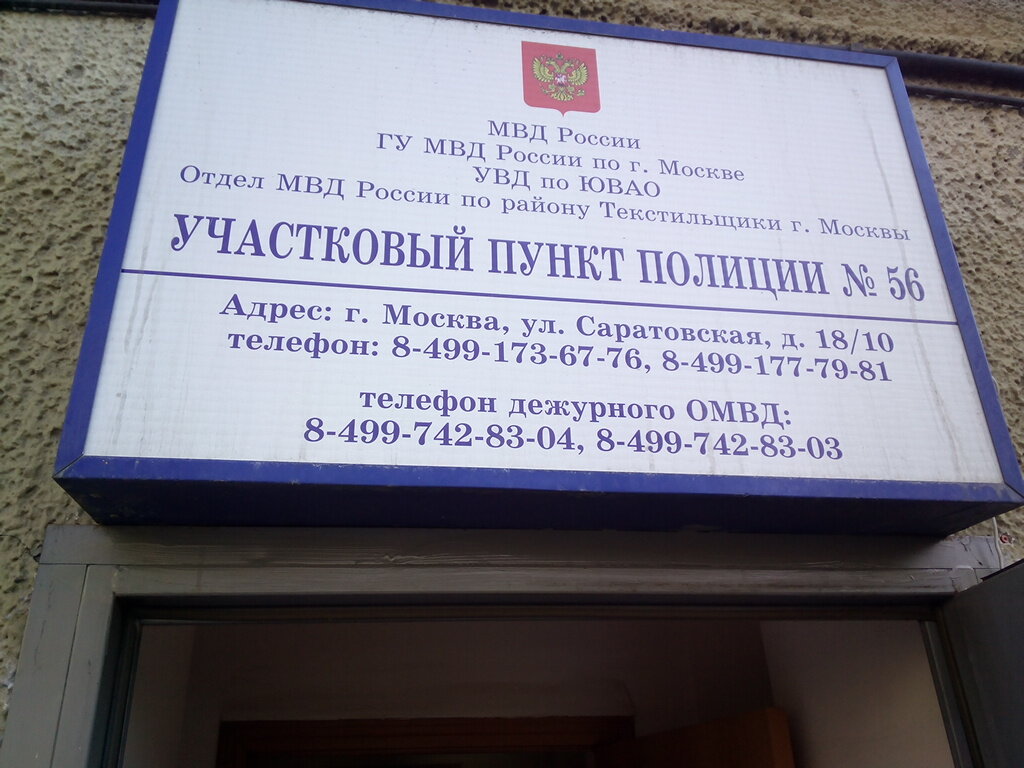 МВД России
ГУ МВД России по г. Москве
УВД по ЮВАО
Отдел МВД России по району Текстильщики г. Москвы
УЧАСТКОВЫЙ ПУНКТ ПОЛИЦИИ № 56
Адрес: г. Москва, ул. Саратовская, д. 18/10
телефон: 8-499-173-67-76, 8-499-177-79-81
телефон дежурного ОМВД:
8-499-742-83-04, 8-499-742-83-03